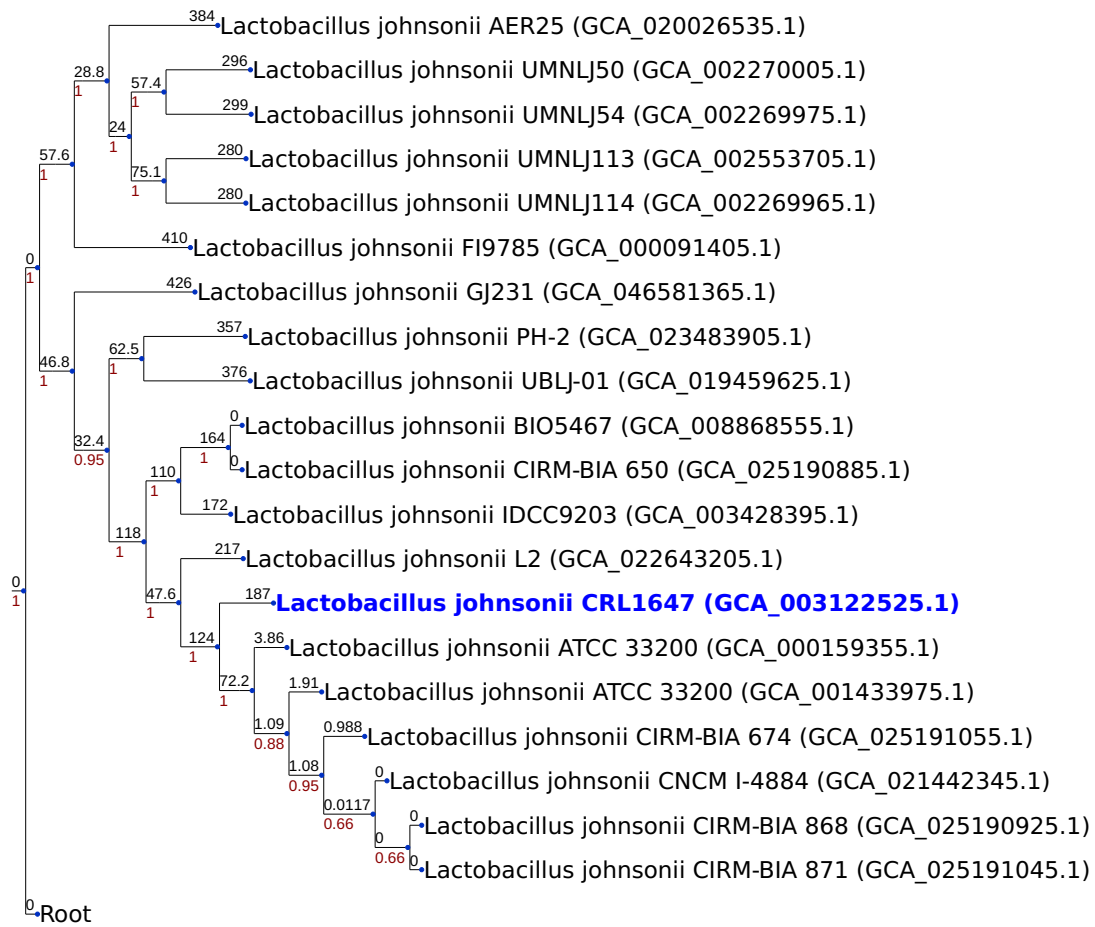 384 Lactobacillus johnsonii AER25 (GCA_020026535.1)
296 Lactobacillus johnsonii UMNLJ50 (GCA_002270005.1)
28.8
57.4
1
1
299 Lactobacillus johnsonii UMNLJ54 (GCA_002269975.1)
24
1
280 Lactobacillus johnsonii UMNLJ113 (GCA_002553705.1)
57.6
75.1
1
1
280 Lactobacillus johnsonii UMNLJ114 (GCA_002269965.1)
410 Lactobacillus johnsonii FI9785 (GCA_000091405.1)
0
1
426 Lactobacillus johnsonii GJ231 (GCA_046581365.1)
357 Lactobacillus johnsonii PH-2 (GCA_023483905.1)
62.5
46.8
1
1
376 Lactobacillus johnsonii UBLJ-01 (GCA_019459625.1)
0 Lactobacillus johnsonii BIO5467 (GCA_008868555.1)
32.4
164
0.95
1
0 Lactobacillus johnsonii CIRM-BIA 650 (GCA_025190885.1)
110
1
172 Lactobacillus johnsonii IDCC9203 (GCA_003428395.1)
118
1
217 Lactobacillus johnsonii L2 (GCA_022643205.1)
0
1
47.6
1
187 Lactobacillus johnsonii CRL1647 (GCA_003122525.1)
124
1
3.86 Lactobacillus johnsonii ATCC 33200 (GCA_000159355.1)
72.2
1
1.91 Lactobacillus johnsonii ATCC 33200 (GCA_001433975.1)
1.09
0.88
0.988 Lactobacillus johnsonii CIRM-BIA 674 (GCA_025191055.1)
1.08
0.95
0 Lactobacillus johnsonii CNCM I-4884 (GCA_021442345.1)
0.0117
0.66
0 Lactobacillus johnsonii CIRM-BIA 868 (GCA_025190925.1)
0
0.66
0 Lactobacillus johnsonii CIRM-BIA 871 (GCA_025191045.1)
0 Root